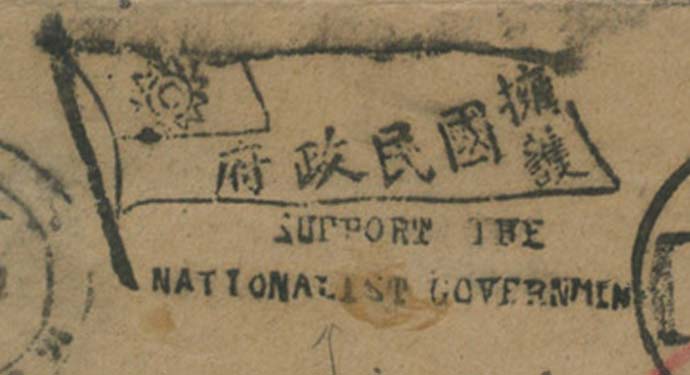 擁護
國民政府
SUPPORT THE
NATIONALIST GOVERNMEN